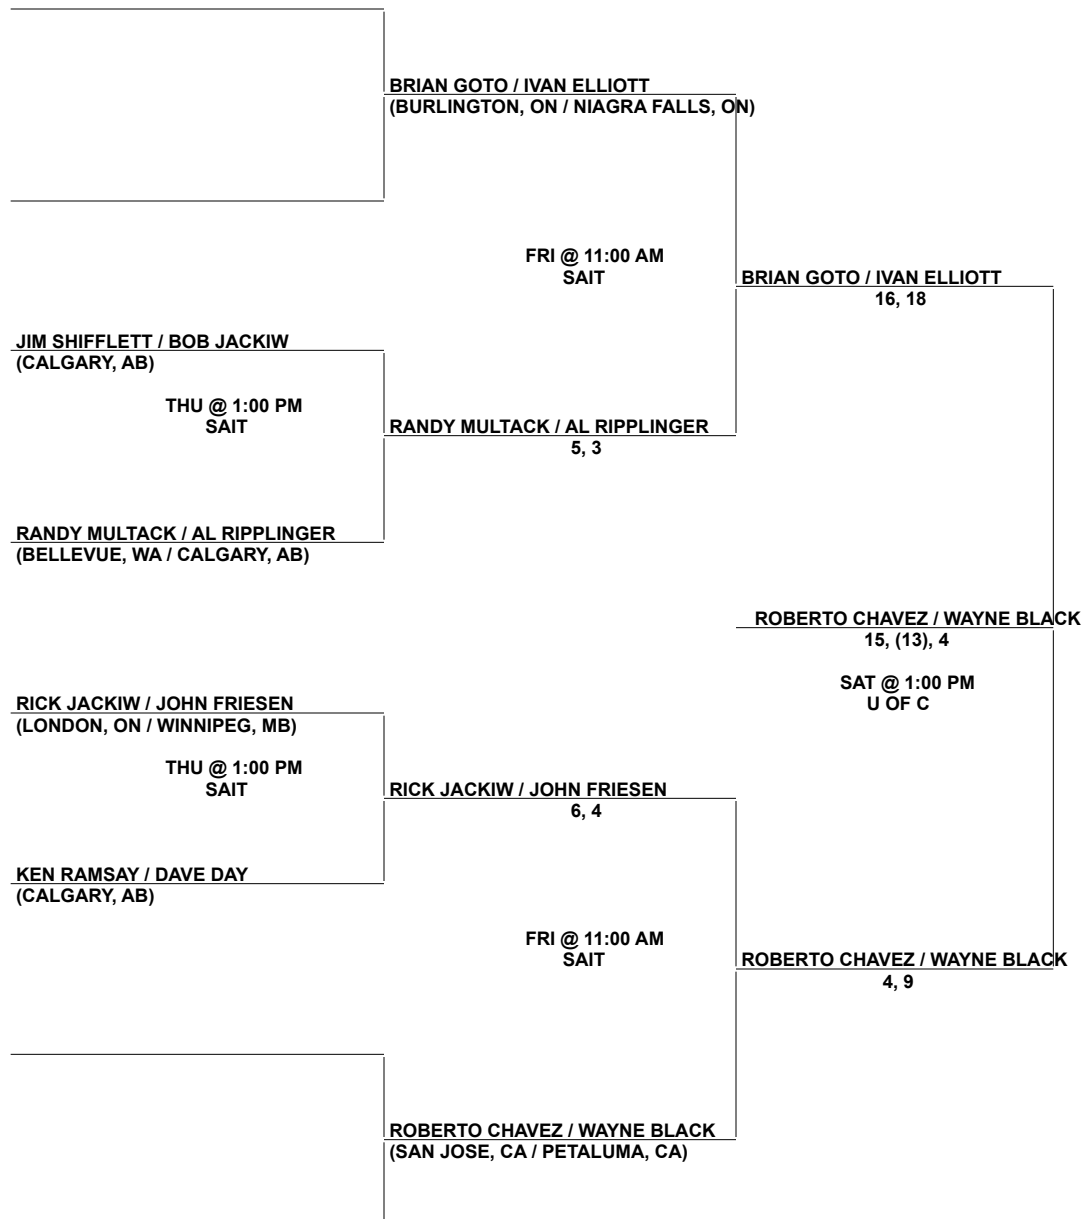 BRIAN GOTO / IVAN ELLIOTT
(BURLINGTON, ON / NIAGRA FALLS, ON)
FRI @ 11:00 AM
SAIT
BRIAN GOTO / IVAN ELLIOTT
16, 18
JIM SHIFFLETT / BOB JACKIW
(CALGARY, AB)
THU @ 1:00 PM
SAIT
RANDY MULTACK / AL RIPPLINGER
5, 3
RANDY MULTACK / AL RIPPLINGER
(BELLEVUE, WA / CALGARY, AB)
ROBERTO CHAVEZ / WAYNE BLACK
15, (13), 4
SAT @ 1:00 PM
U OF C
RICK JACKIW / JOHN FRIESEN
(LONDON, ON / WINNIPEG, MB)
THU @ 1:00 PM
SAIT
RICK JACKIW / JOHN FRIESEN
6, 4
KEN RAMSAY / DAVE DAY
(CALGARY, AB)
FRI @ 11:00 AM
SAIT
ROBERTO CHAVEZ / WAYNE BLACK
4, 9
ROBERTO CHAVEZ / WAYNE BLACK
(SAN JOSE, CA / PETALUMA, CA)